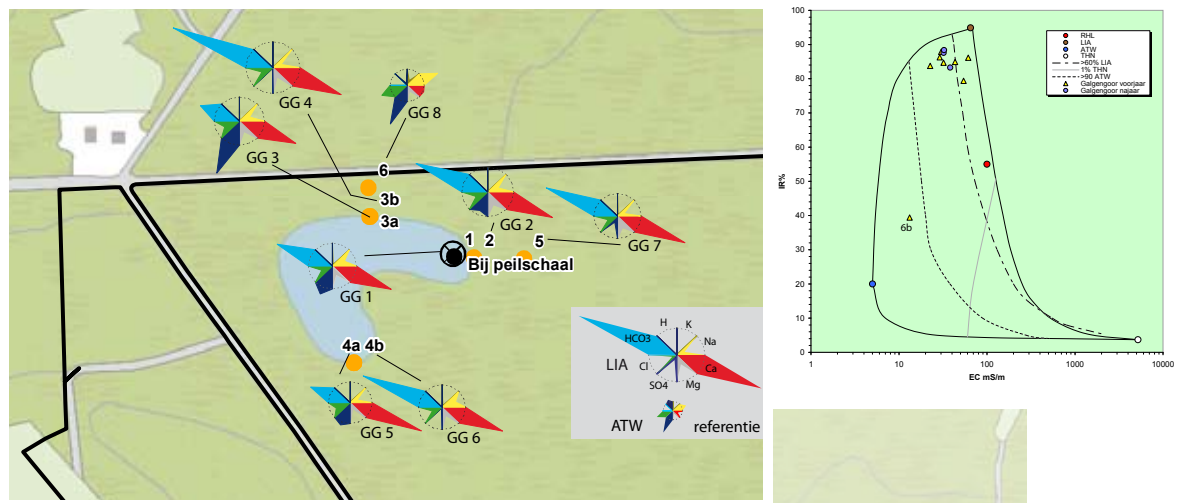 GG 4
GG 8
GG 3
6
3b
3a
GG 2
1 2 5
GG 7
Bij peilschaal
GG 1
4a 4b
GG 5
GG 6
H K
HCO3 Na
LIA Cl Ca
SO4 Mg
ATW referentie
100
90
80
70
60
50
40
30
20
10
0
IR%
1 10 100 1000 10000
EC mS/m
6b
RHL
LIA
ATW
THN
>60% LIA
1% THN
>90 ATW
Galgengoor voorjaar
Galgengoor najaar